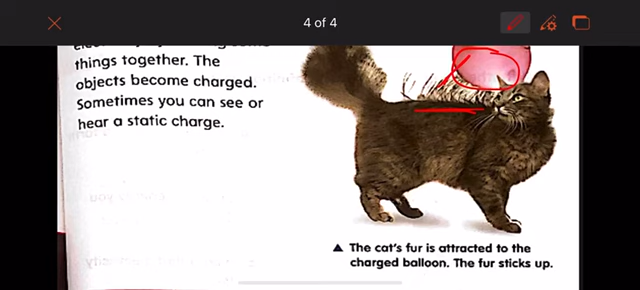 4 of 4
things together. The
objects become charged.
Sometimes you can see or
hear a static charge.
▲ The cat's fur is attracted to the
charged balloon. The fur sticks up.